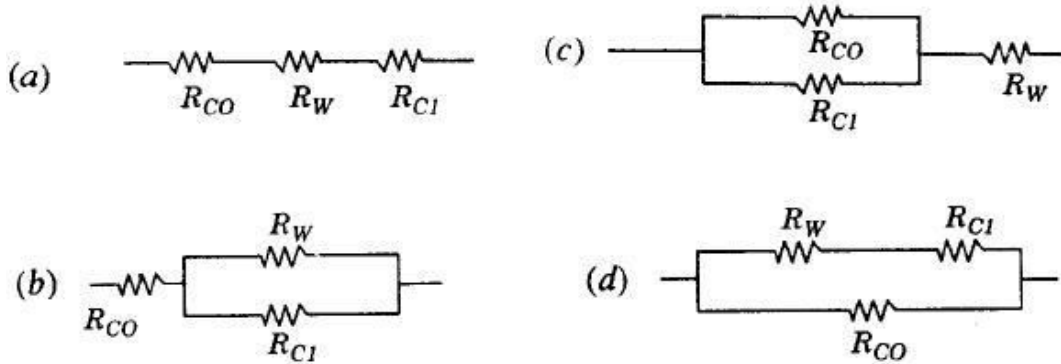 (a)
R_CO R_W R_C1
(b)
R_CO
R_W
R_C1
(c)
R_CO
R_C1
R_W
(d)
R_W R_C1
R_CO